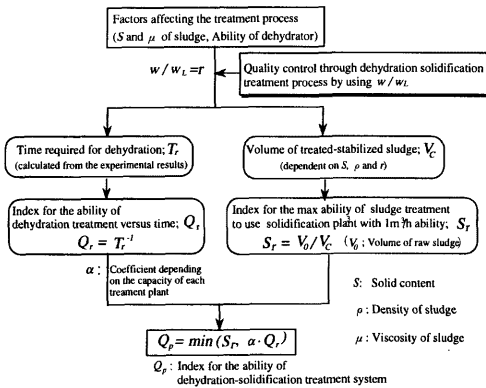 Factors affecting the treatment process
(S and μ of sludge, Ability of dehydrator)
w/wL=r
Quality control through dehydration solidification
treatment process by using w/wL
Time required for dehydration; Tr
(calculated from the experimental results)
Volume of treated-stabilized sludge; VC
(dependent on S, ρ and r)
Index for the ability of
dehydration treatment versus time; Qr
Qr = Tr⁻¹
Index for the max ability of sludge treatment
to use solidification plant with 1m³/h ability; Sr
Sr = V0/VC (V0; Volume of raw sludge)
α: Coefficient depending
on the capacity of each
treament plant
S: Solid content
ρ: Density of sludge
μ: Viscosity of sludge
Qp=min(Sr, α·Qr)
Qp: Index for the ability of
dehydration-solidification treatment system